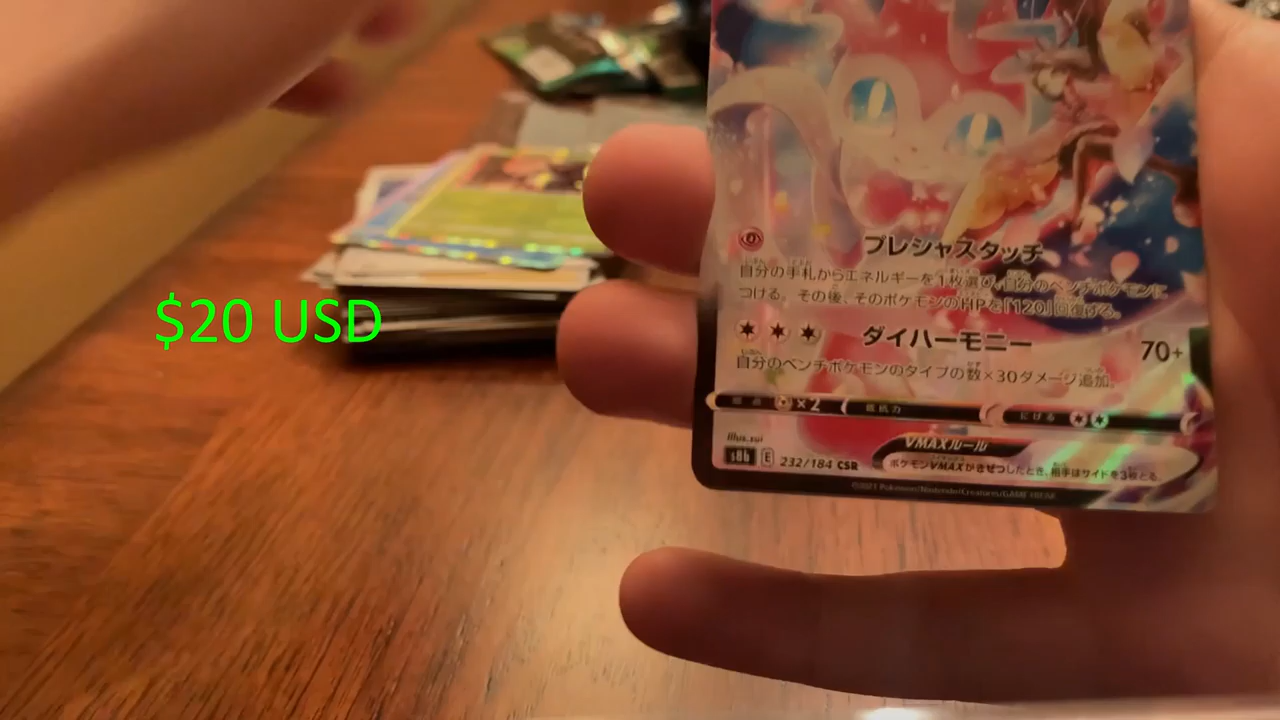 $20 USD
プレシャスタッチ
自分の手札からエネルギーを1枚選び、自分のベンチポケモンに
つける。その後、そのポケモンのHPを「120」回復する。
ダイハーモニー 70+
自分のベンチポケモンのタイプの数×30ダメージ追加。
弱点 ×2 抵抗力 にげる
illus.sui
VMAXルール
s8b E 232/184 CSR
ポケモンVMAXがきぜつしたとき、相手はサイドを3枚とる。
©2021 Pokémon/Nintendo/Creatures/GAME FREAK